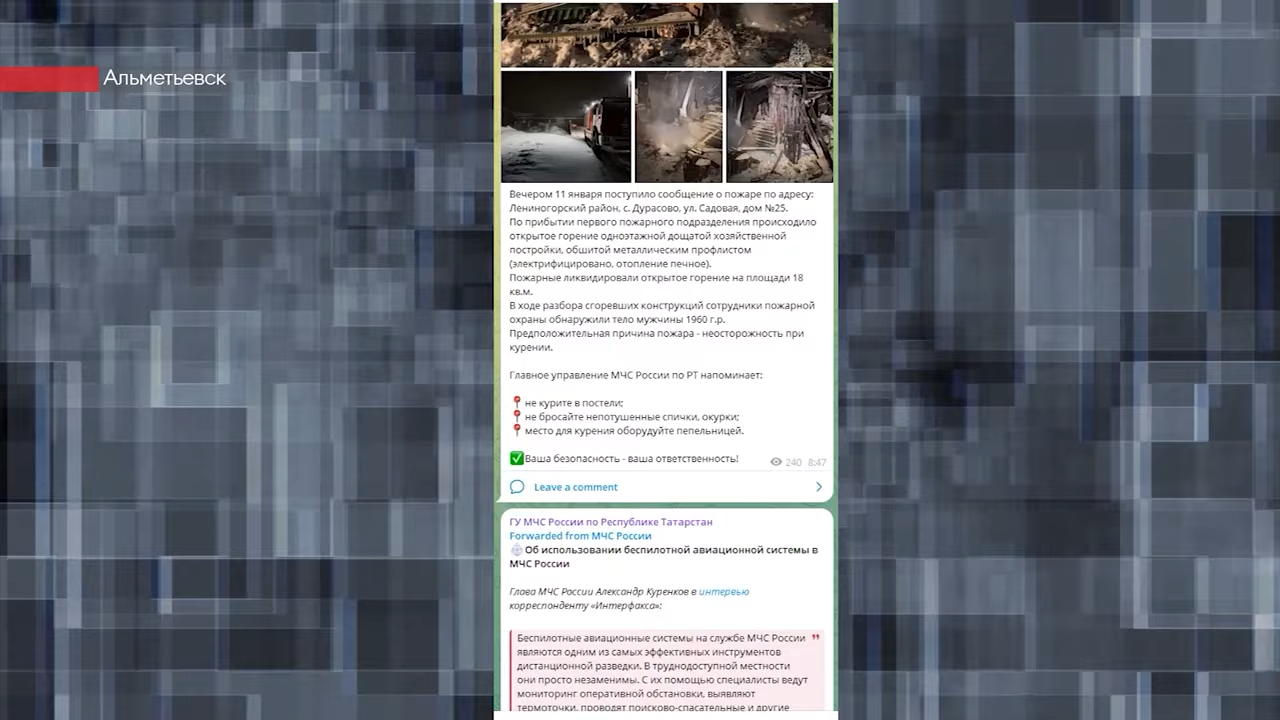 Альметьевск
Вечером 11 января поступило сообщение о пожаре по адресу:
Лениногорский район, с. Дурасово, ул. Садовая, дом №25.
По прибытии первого пожарного подразделения происходило
открытое горение одноэтажной дощатой хозяйственной
постройки, обшитой металлическим профлистом
(электрифицировано, отопление печное).
Пожарные ликвидировали открытое горение на площади 18
кв.м.
В ходе разбора сгоревших конструкций сотрудники пожарной
охраны обнаружили тело мужчины 1960 г.р.
Предположительная причина пожара - неосторожность при
курении.
Главное управление МЧС России по РТ напоминает:
не курите в постели;
не бросайте непотушенные спички, окурки;
место для курения оборудуйте пепельницей.
Ваша безопасность - ваша ответственность!
240 8:47
Leave a comment
ГУ МЧС России по Республике Татарстан
Forwarded from МЧС России
Об использовании беспилотной авиационной системы в
МЧС России
Глава МЧС России Александр Куренков в интервью
корреспонденту «Интерфакса»:
Беспилотные авиационные системы на службе МЧС России
являются одним из самых эффективных инструментов
дистанционной разведки. В труднодоступной местности
они просто незаменимы. С их помощью специалисты ведут
мониторинг оперативной обстановки, выявляют
термоточки, проводят поисково-спасательные и другие